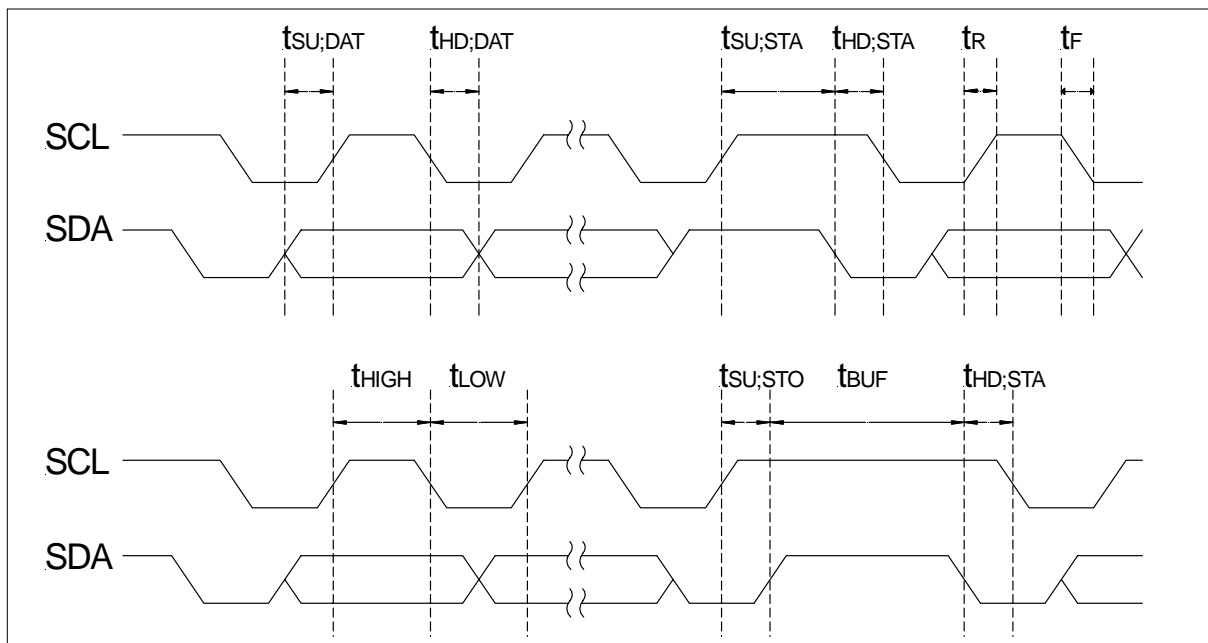 tSU;DAT tHD;DAT tSU;STA tHD;STA tR tF
SCL
SDA
tHIGH tLOW tSU;STO tBUF tHD;STA
SCL
SDA